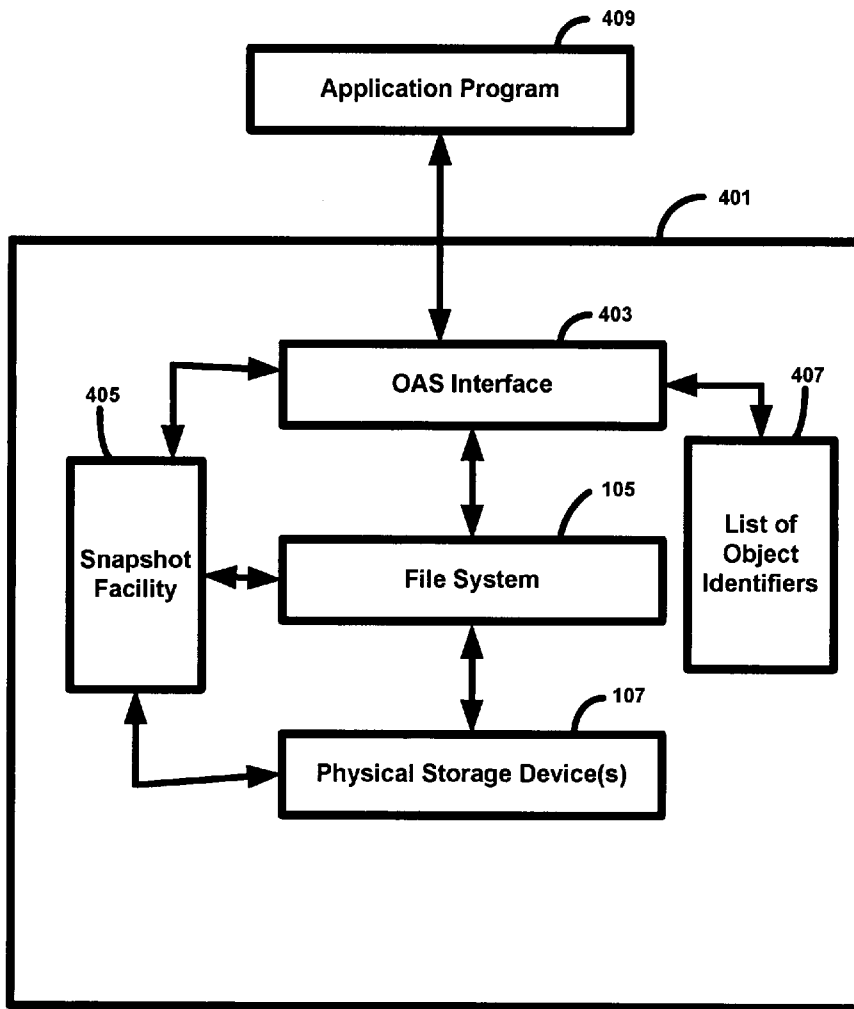 409
Application Program
401
403
OAS Interface
407
405
105
List of
Object
Identifiers
Snapshot
Facility
File System
107
Physical Storage Device(s)